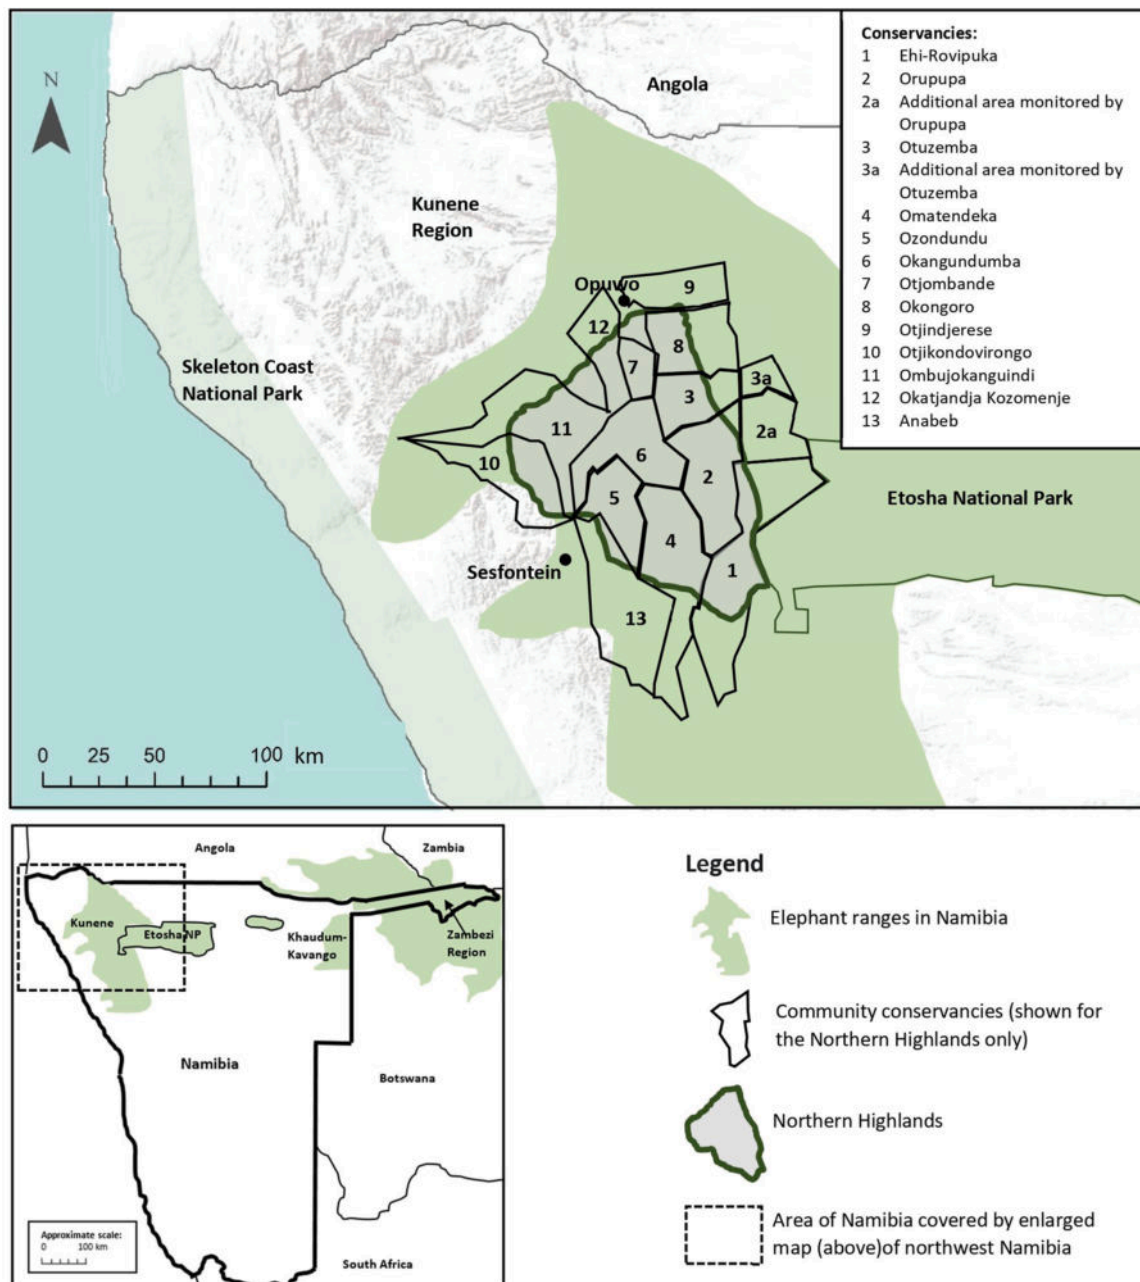 N
Angola
Kunene
Region
Skeleton Coast
National Park
Opuwo
9
12
8
7
3a
3
2a
11
10
6
2
5
4
1
13
Sesfontein
Etosha National Park
0 25 50 100 km
Conservancies:
1 Ehi-Rovipuka
2 Orupupa
2a Additional area monitored by
Orupupa
3 Otuzemba
3a Additional area monitored by
Otuzemba
4 Omatendeka
5 Ozondundu
6 Okangundumba
7 Otjombande
8 Okongoro
9 Otjindjerese
10 Otjikondovirongo
11 Ombujokanguindi
12 Okatjandja Kozomenje
13 Anabeb
Angola
Zambia
Kunene
Etosha NP
Khaudum-
Kavango
Zambezi
Region
Namibia
Botswana
South Africa
Approximate scale:
0 100 km
Legend
Elephant ranges in Namibia
Community conservancies (shown for
the Northern Highlands only)
Northern Highlands
Area of Namibia covered by enlarged
map (above)of northwest Namibia